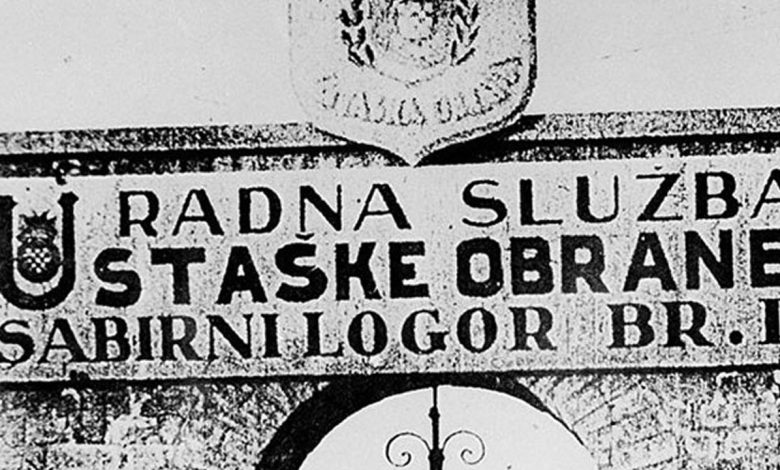 RADNA SLUŽBA
USTAŠKE OBRANE
SABIRNI LOGOR BR.